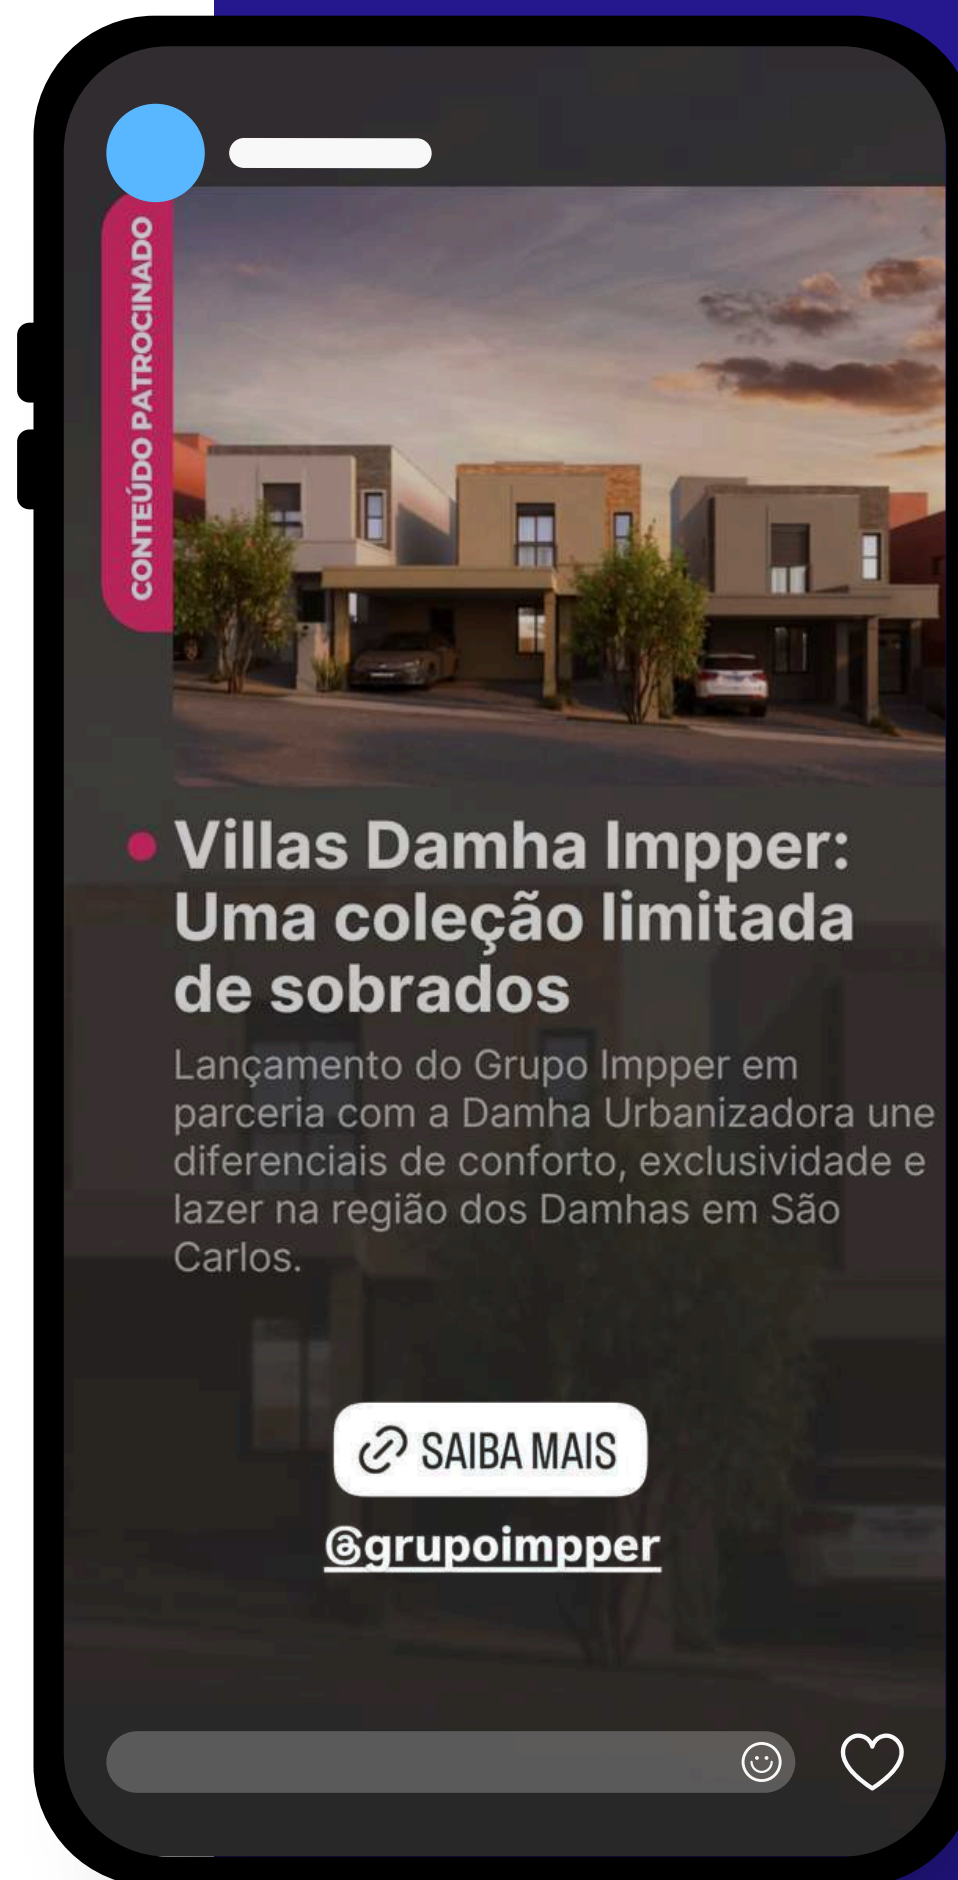 CONTEÚDO PATROCINADO
Villas Damha Impper:
Uma coleção limitada
de sobrados
Lançamento do Grupo Impper em
parceria com a Damha Urbanizadora une
diferenciais de conforto, exclusividade e
lazer na região dos Damhas em São
Carlos.
SAIBA MAIS
@grupoimpper